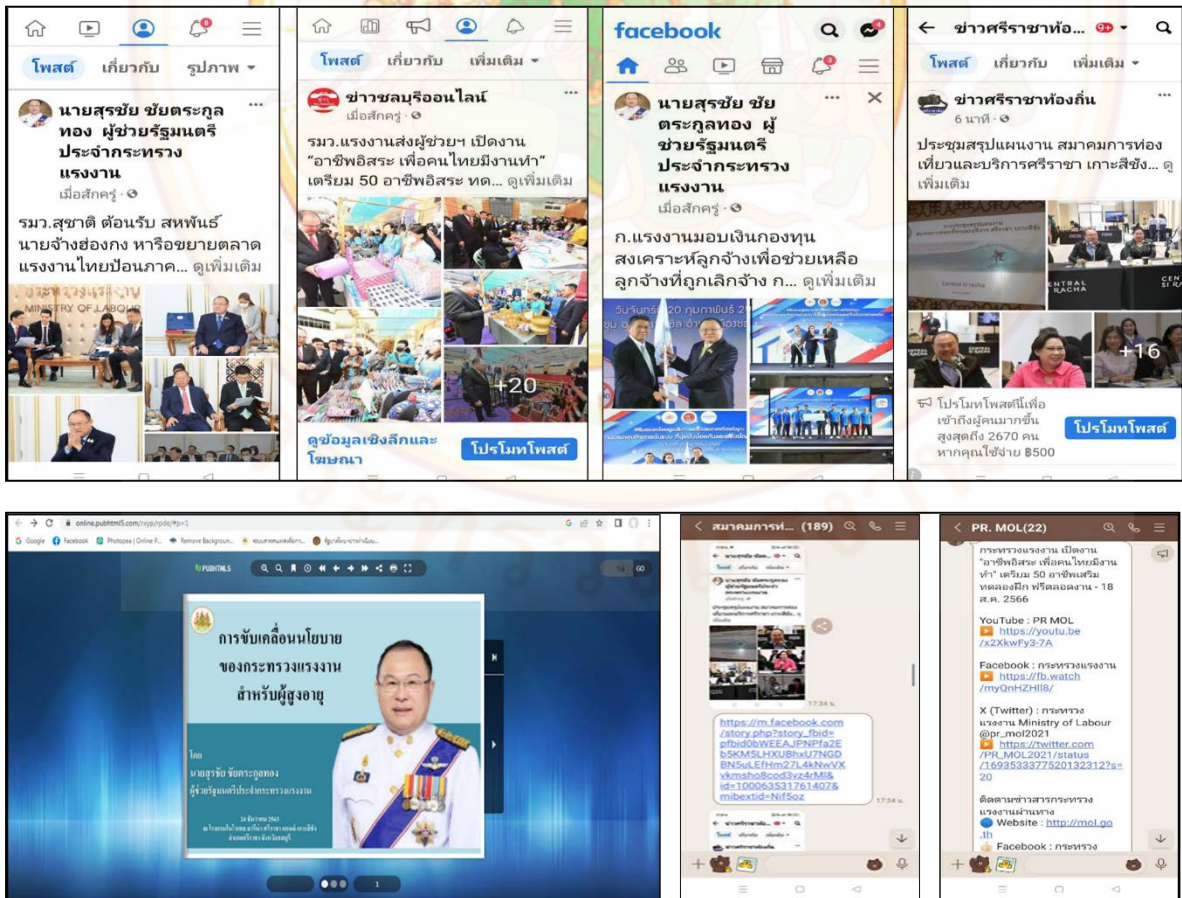 โพสต์ เกี่ยวกับ รูปภาพ
นายสุรชัย ชัยตระกูล
ทอง ผู้ช่วยรัฐมนตรี
ประจำกระทรวง
แรงงาน
เมื่อสักครู่
รมว.สุชาติ ต้อนรับ สหพันธ์
นายจ้างฮ่องกง หารือขยายตลาด
แรงงานไทยป้อนภาค... ดูเพิ่มเติม
กระทรวงแรงงาน
MINISTRY OF LABOUR
โพสต์ เกี่ยวกับ เพิ่มเติม
ข่าวชลบุรีออนไลน์
เมื่อสักครู่
รมว.แรงงานส่งผู้ช่วยฯ เปิดงาน
"อาชีพอิสระ เพื่อคนไทยมีงานทำ"
เตรียม 50 อาชีพอิสระ ทด... ดูเพิ่มเติม
+20
ดูข้อมูลเชิงลึกและ
โฆษณา
โปรโมทโพสต์
facebook
4
3
นายสุรชัย ชัย
ตระกูลทอง ผู้
ช่วยรัฐมนตรี
ประจำกระทรวง
แรงงาน
เมื่อสักครู่
ก.แรงงานมอบเงินกองทุน
สงเคราะห์ลูกจ้างเพื่อช่วยเหลือ
ลูกจ้างที่ถูกเลิกจ้าง ก... ดูเพิ่มเติม
ข่าวศรีราชาท้อ... 9+
โพสต์ เกี่ยวกับ เพิ่มเติม
ข่าวศรีราชาท้องถิ่น
6 นาที
ประชุมสรุปแผนงาน สมาคมการท่อง
เที่ยวและบริการศรีราชา เกาะสีชัง... ดู
เพิ่มเติม
+16
โปรโมทโพสต์นี้เพื่อ
เข้าถึงผู้คนมากขึ้น
สูงสุดถึง 2670 คน
หากคุณใช้จ่าย ฿500
โปรโมทโพสต์
online.pubhtml5.com/rxyp/rpde/#p=1
Google Facebook Photopea | Online P... Remove Backgroun...
PUBHTML5
GO
การขับเคลื่อนนโยบาย
ของกระทรวงแรงงาน
สำหรับผู้สูงอายุ
โดย
นายสุรชัย ชัยตระกูลทอง
ผู้ช่วยรัฐมนตรีประจำกระทรวงแรงงาน
1
สมาคมการท่... (189)
17:34 น.
https://m.facebook.com
/story.php?story_fbid=
pfbid0bWEEAJPNPfa2E
b5KM5LHXUBhxU7NGD
BN5uLEfHm27L4kNwVX
vkmsho8cod3vz4rMl&
id=100063531761407&
mibextid=Nif5oz
17:34 น.
PR. MOL(22)
กระทรวงแรงงาน เปิดงาน
"อาชีพอิสระ เพื่อคนไทยมีงาน
ทำ" เตรียม 50 อาชีพเสริม
ทดลองฝึก ฟรีตลอดงาน - 18
ส.ค. 2566
YouTube : PR MOL
https://youtu.be
/x2XkwFy3-7A
Facebook : กระทรวงแรงงาน
https://fb.watch
/myQnHZHll8/
X (Twitter) : กระทรวง
แรงงาน Ministry of Labour
@pr_mol2021
https://twitter.com
/PR_MOL2021/status
/1693533377520132312?s=
20
ติดตามข่าวสารกระทรวง
แรงงานผ่านทาง
Website : http://mol.go
.th
Facebook : กระทรวง